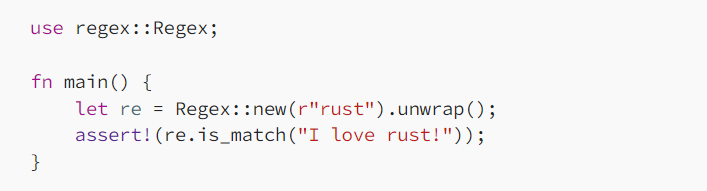 use regex::Regex;

fn main() {
    let re = Regex::new(r"rust").unwrap();
    assert!(re.is_match("I love rust!"));
}